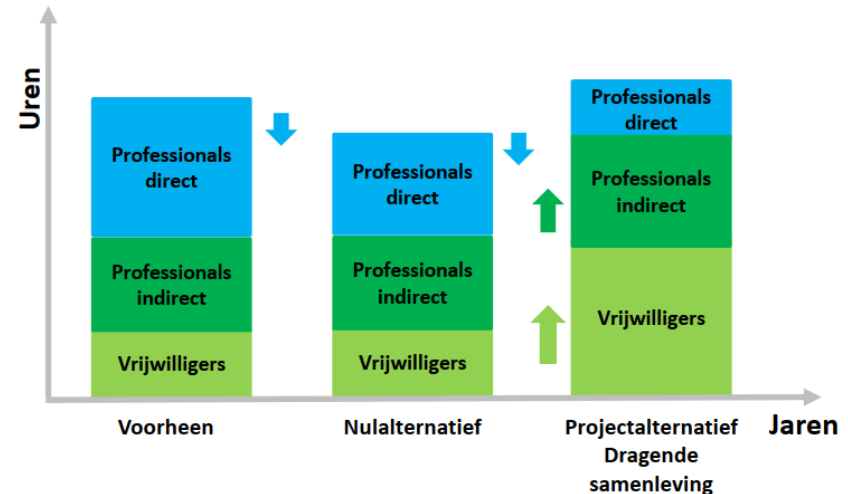 Uren
Professionals
direct
Professionals
indirect
Vrijwilligers
Professionals
direct
Professionals
indirect
Vrijwilligers
Professionals
direct
Professionals
indirect
Vrijwilligers
Voorheen
Nulalternatief
Projectalternatief
Dragende
samenleving
Jaren